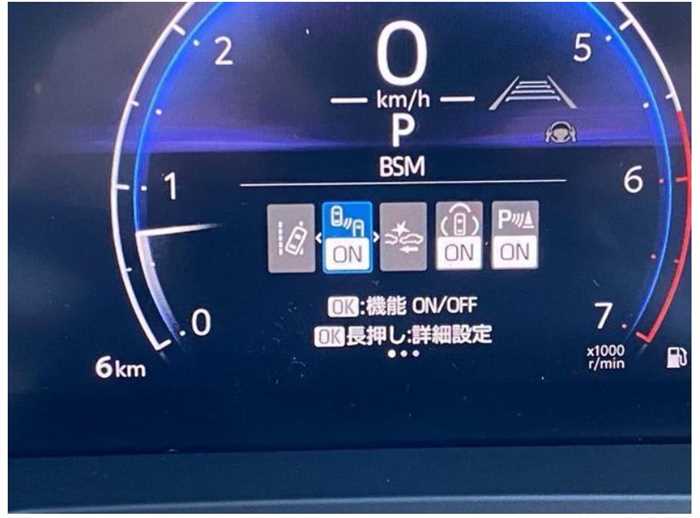 0
2
5
km/h
P
BSM
1
6
ON
ON
P ON
OK:機能 ON/OFF
OK長押し:詳細設定
0
7
6km
x1000
r/min